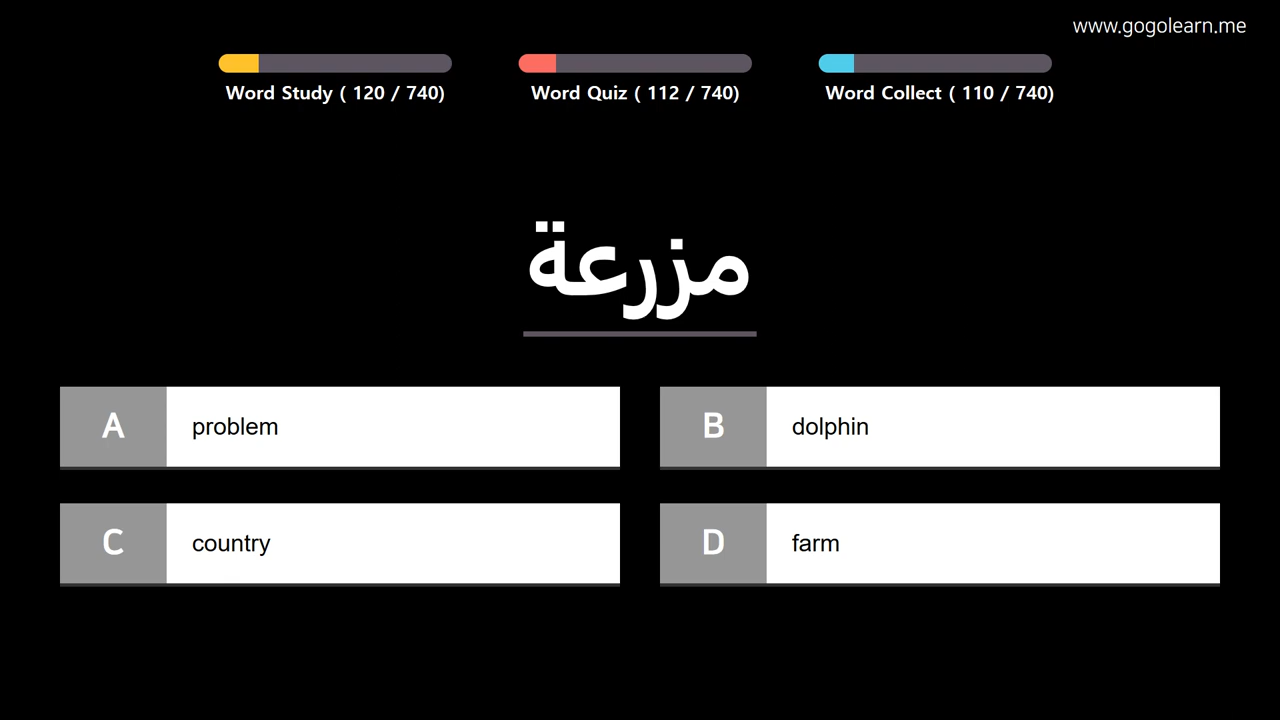 www.gogolearn.me
Word Study ( 120 / 740)
Word Quiz ( 112 / 740)
Word Collect ( 110 / 740)
مزرعة
A problem
B dolphin
C country
D farm